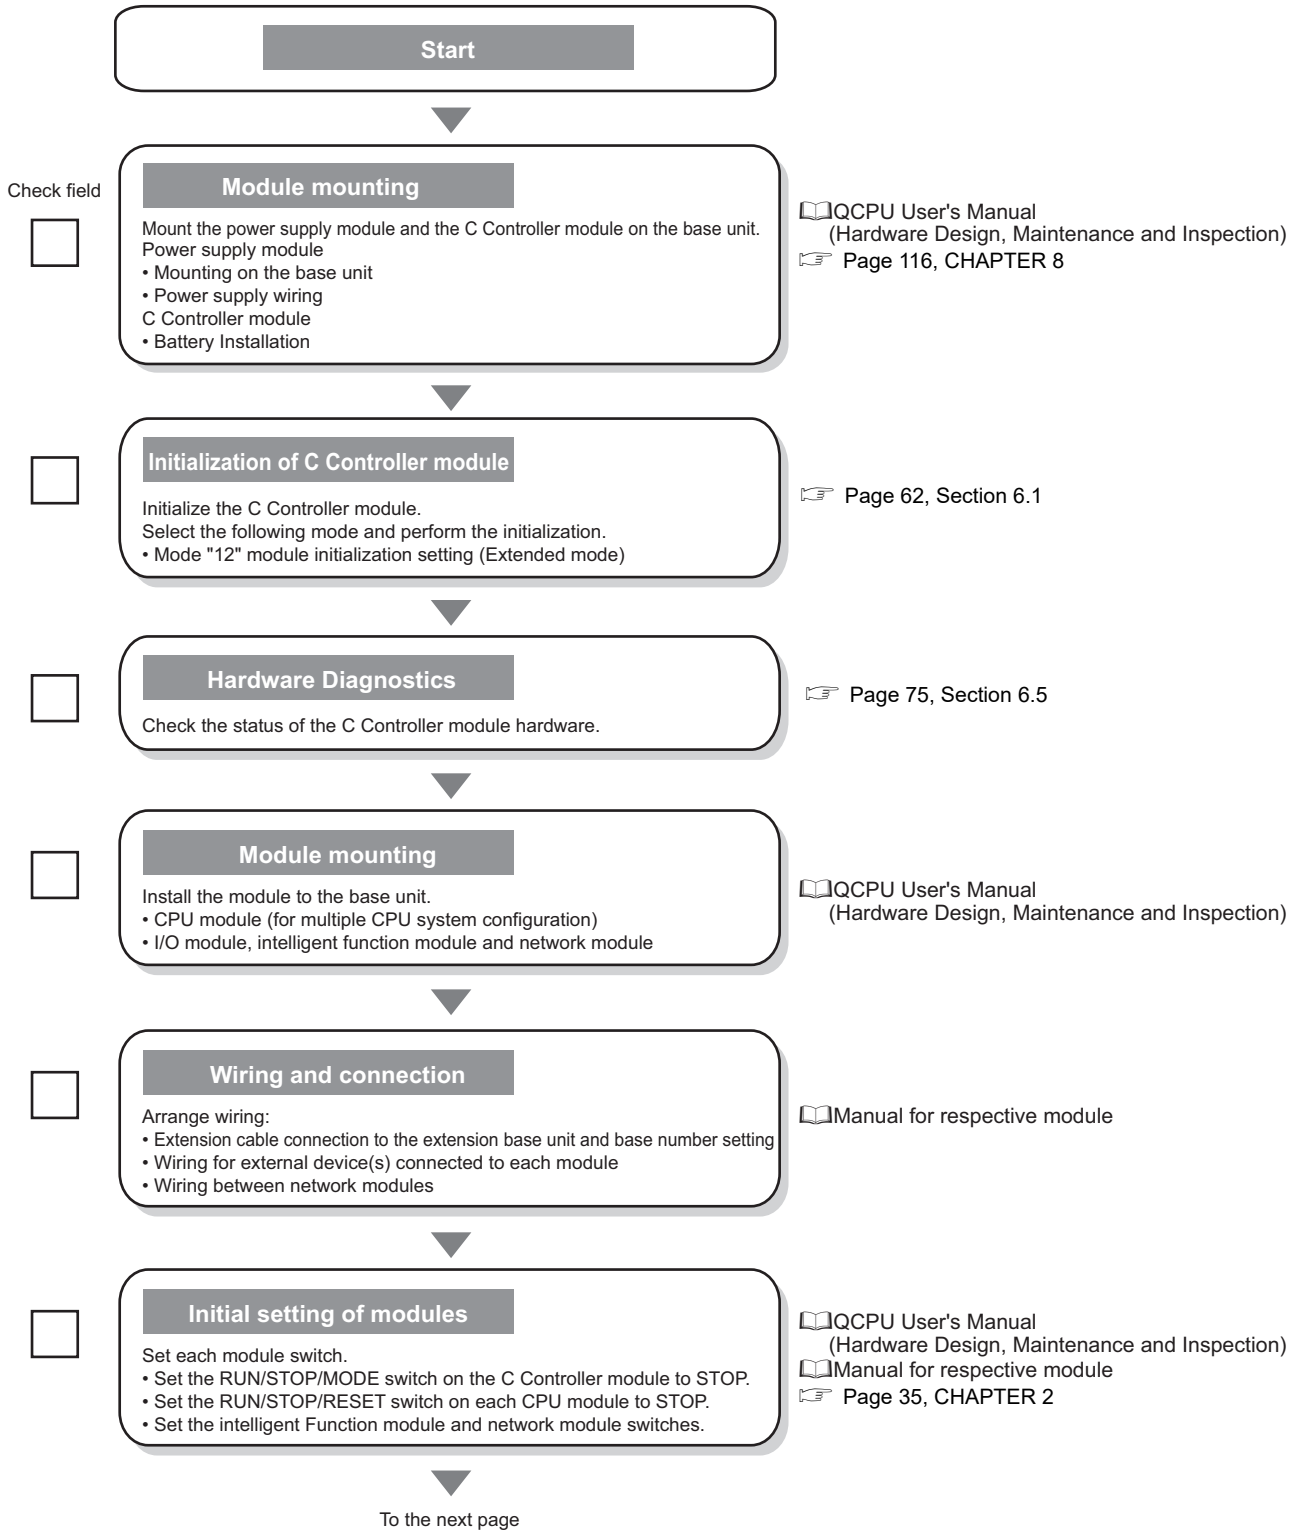 Start
Check field
Module mounting
Mount the power supply module and the C Controller module on the base unit.
Power supply module
• Mounting on the base unit
• Power supply wiring
C Controller module
• Battery Installation
QCPU User's Manual
(Hardware Design, Maintenance and Inspection)
Page 116, CHAPTER 8
Initialization of C Controller module
Initialize the C Controller module.
Select the following mode and perform the initialization.
• Mode "12" module initialization setting (Extended mode)
Page 62, Section 6.1
Hardware Diagnostics
Check the status of the C Controller module hardware.
Page 75, Section 6.5
Module mounting
Install the module to the base unit.
• CPU module (for multiple CPU system configuration)
• I/O module, intelligent function module and network module
QCPU User's Manual
(Hardware Design, Maintenance and Inspection)
Wiring and connection
Arrange wiring:
• Extension cable connection to the extension base unit and base number setting
• Wiring for external device(s) connected to each module
• Wiring between network modules
Manual for respective module
Initial setting of modules
Set each module switch.
• Set the RUN/STOP/MODE switch on the C Controller module to STOP.
• Set the RUN/STOP/RESET switch on each CPU module to STOP.
• Set the intelligent Function module and network module switches.
QCPU User's Manual
(Hardware Design, Maintenance and Inspection)
Manual for respective module
Page 35, CHAPTER 2
To the next page